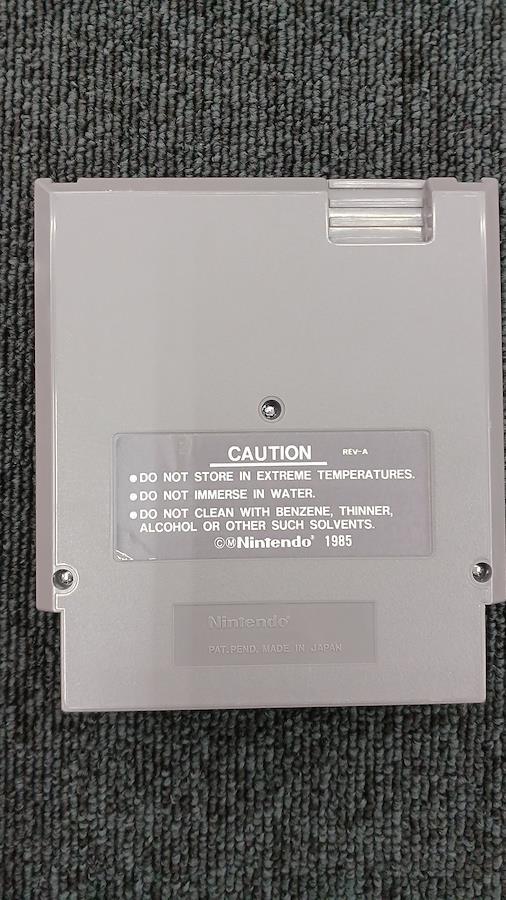 CAUTION REV-A
●DO NOT STORE IN EXTREME TEMPERATURES.
●DO NOT IMMERSE IN WATER.
●DO NOT CLEAN WITH BENZENE, THINNER,
ALCOHOL OR OTHER SUCH SOLVENTS.
©Ⓜ Nintendo® 1985
Nintendo®
PAT. PEND. MADE IN JAPAN